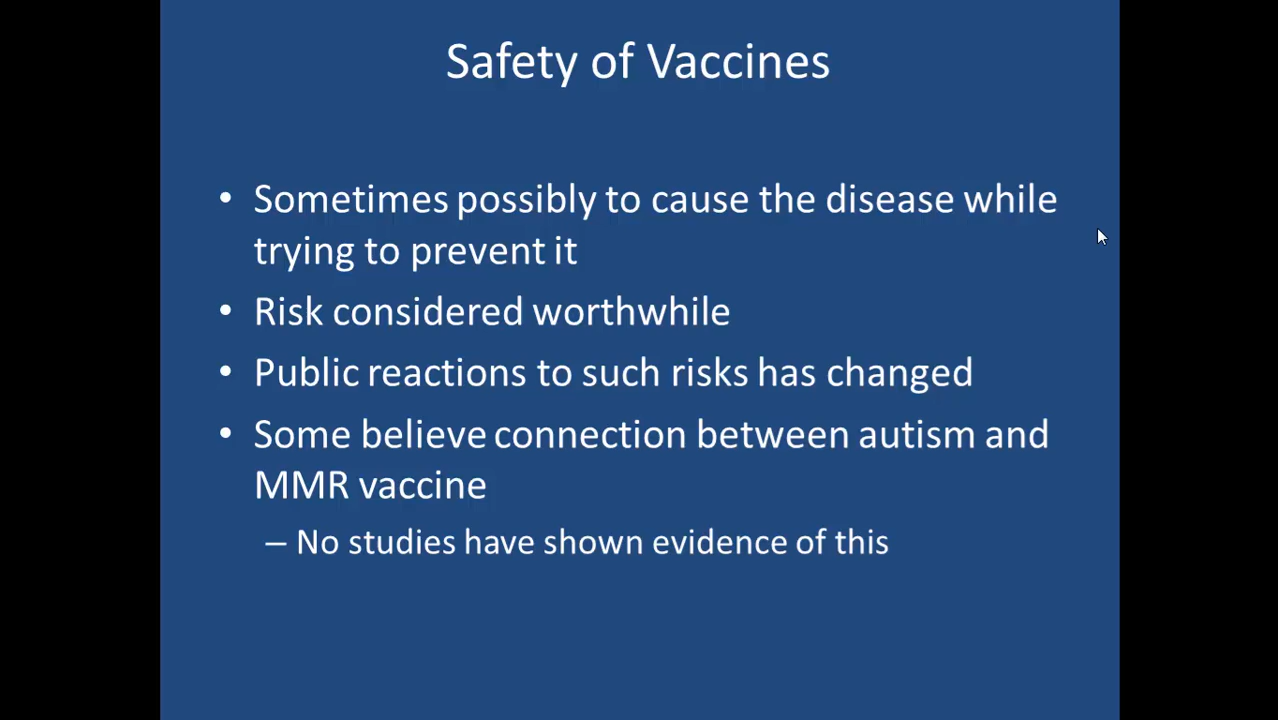 Safety of Vaccines
• Sometimes possibly to cause the disease while
trying to prevent it
• Risk considered worthwhile
• Public reactions to such risks has changed
• Some believe connection between autism and
MMR vaccine
– No studies have shown evidence of this